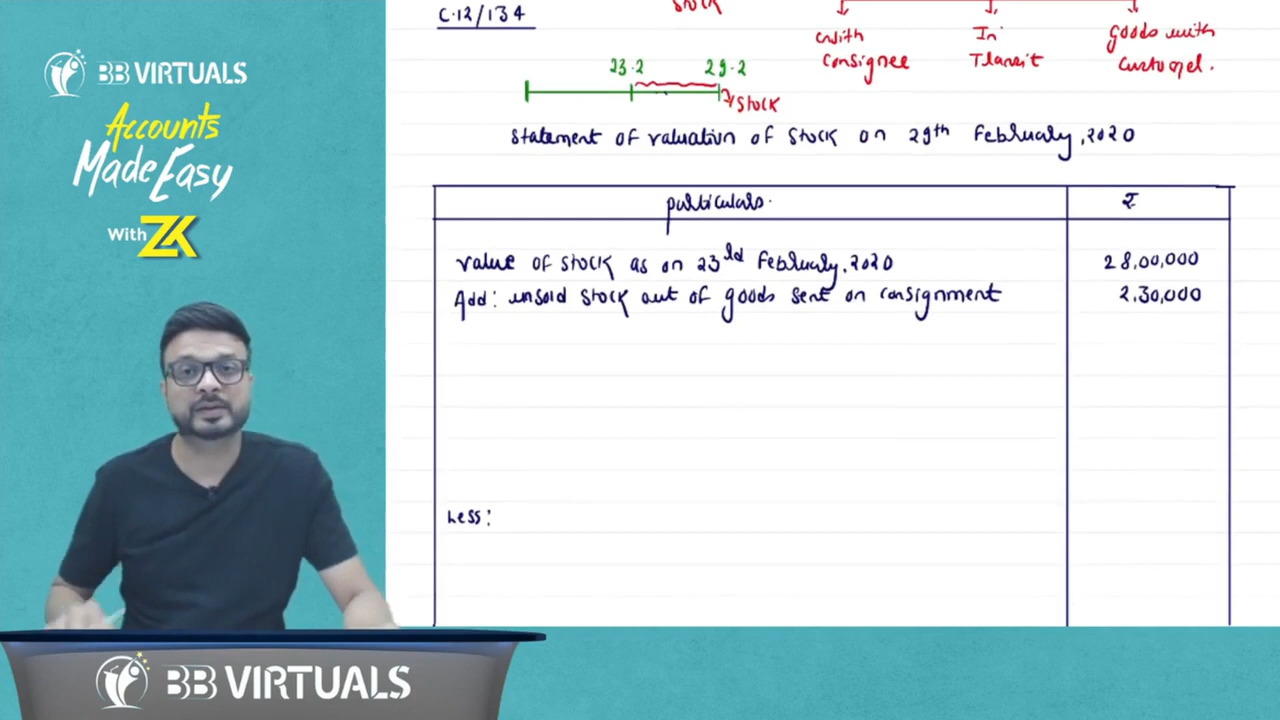 C.12/134
Stock
with
Consignee
In
Transit
goods with
Customer.
23.2
29.2
Stock
Statement of valuation of Stock on 29th February, 2020
particulars.
₹
value of stock as on 23rd February, 2020
28,00,000
Add: unsold stock out of goods sent on consignment
2,30,000
Less:
BB VIRTUALS
Accounts
Made Easy
With ZK
BB VIRTUALS